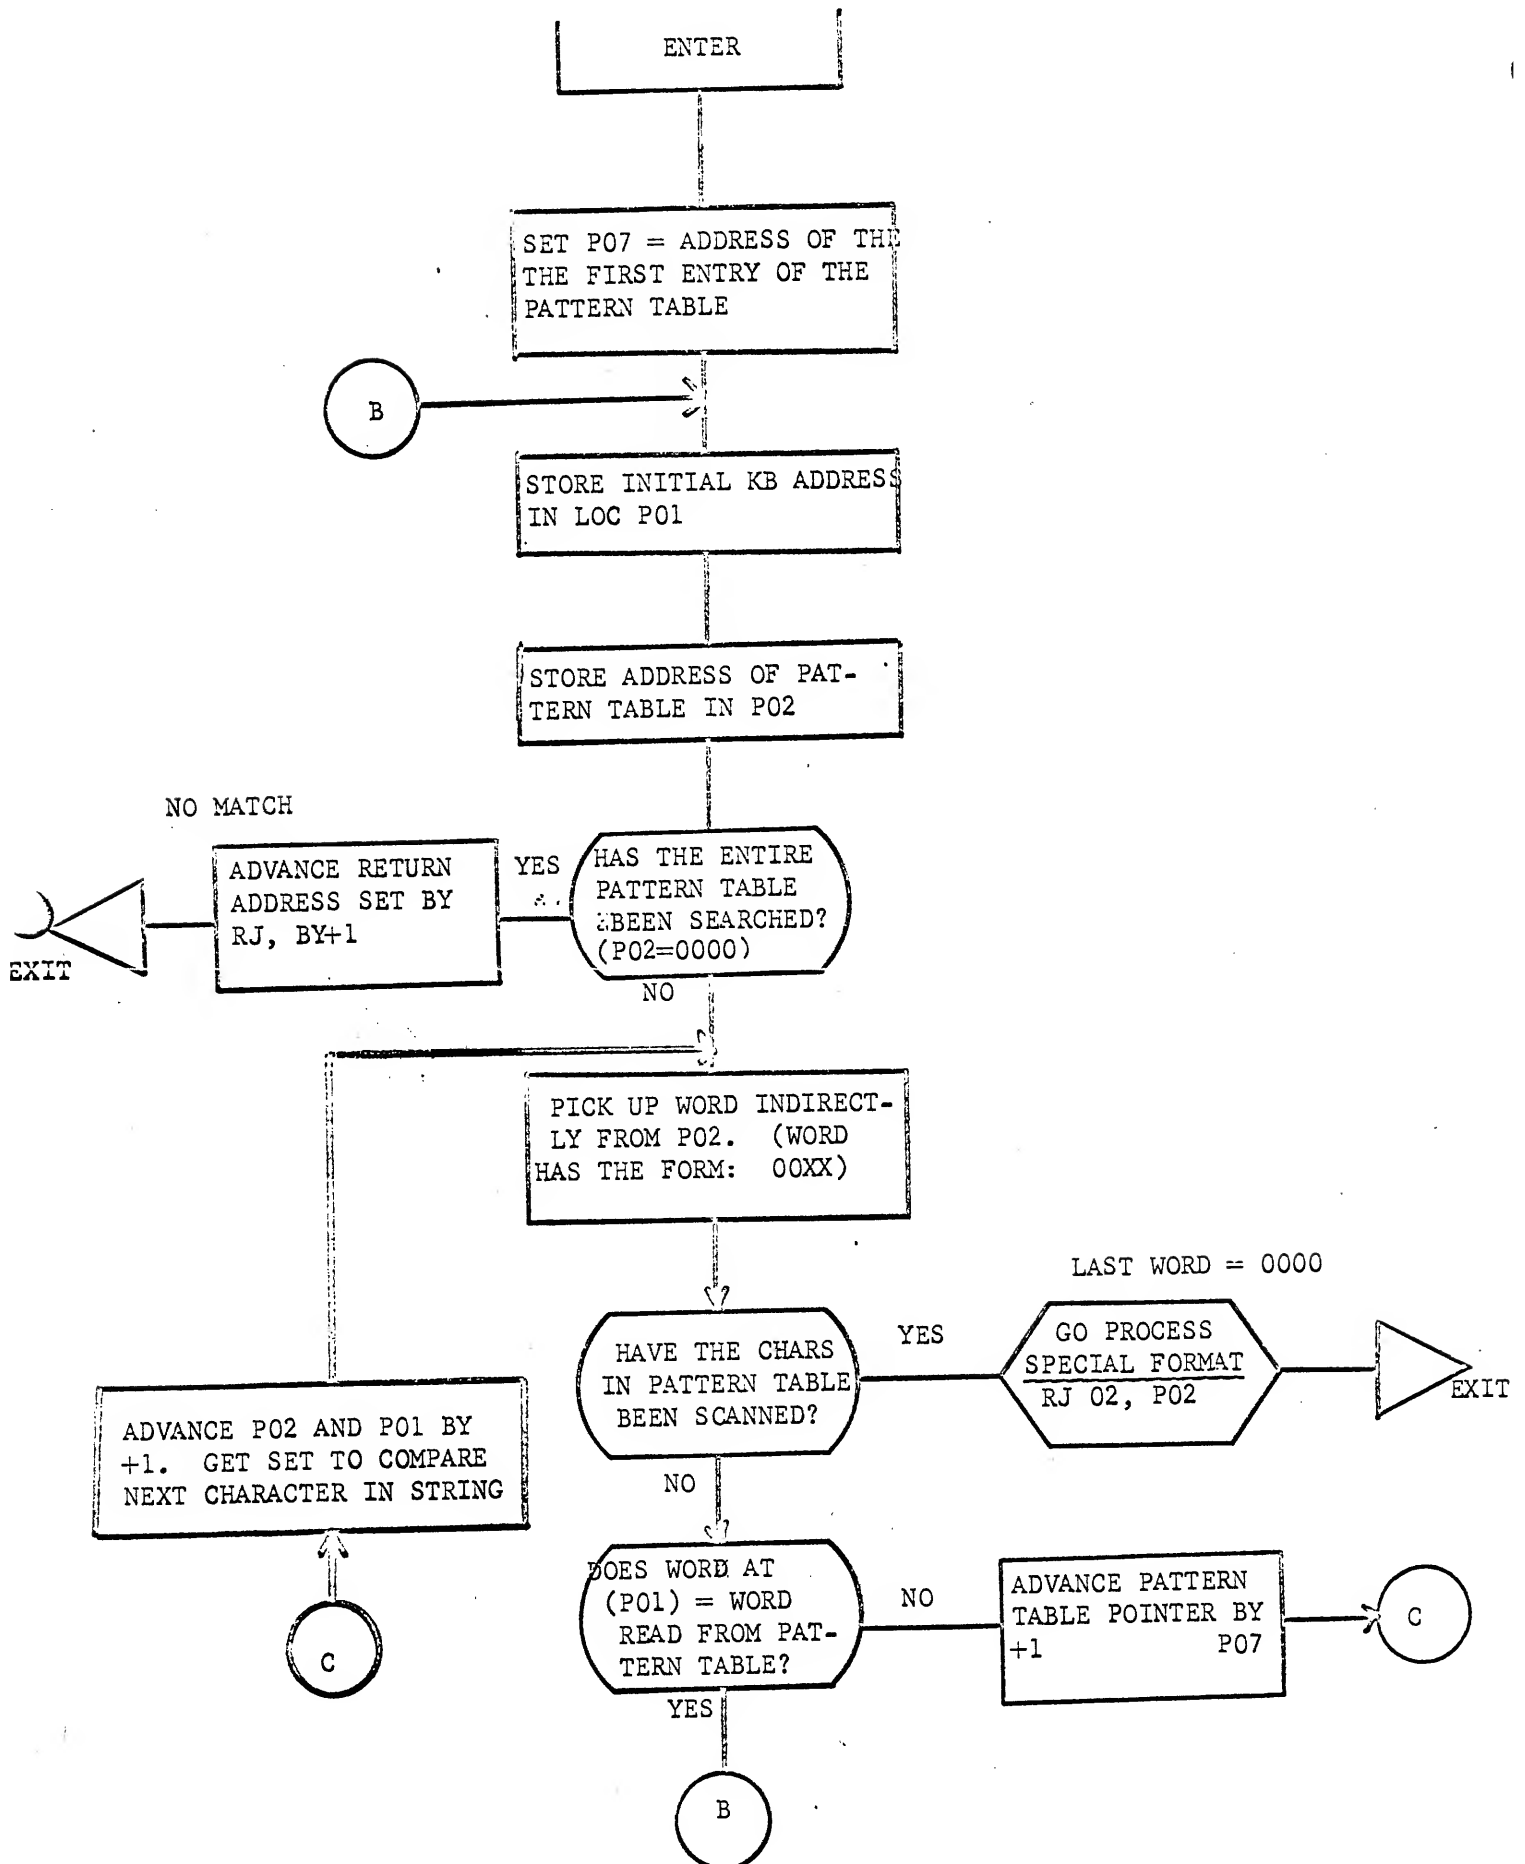 ENTER
SET P07 = ADDRESS OF THE
THE FIRST ENTRY OF THE
PATTERN TABLE
B
STORE INITIAL KB ADDRESS
IN LOC P01
STORE ADDRESS OF PAT-
TERN TABLE IN P02
NO MATCH
ADVANCE RETURN
ADDRESS SET BY
RJ, BY+1
EXIT
YES
HAS THE ENTIRE
PATTERN TABLE
BEEN SEARCHED?
(P02=0000)
NO
PICK UP WORD INDIRECT-
LY FROM P02. (WORD
HAS THE FORM: 00XX)
LAST WORD = 0000
HAVE THE CHARS
IN PATTERN TABLE
BEEN SCANNED?
YES
GO PROCESS
SPECIAL FORMAT
RJ 02, P02
EXIT
ADVANCE P02 AND P01 BY
+1. GET SET TO COMPARE
NEXT CHARACTER IN STRING
C
NO
DOES WORD AT
(P01) = WORD
READ FROM PAT-
TERN TABLE?
NO
ADVANCE PATTERN
TABLE POINTER BY
+1 P07
C
YES
B